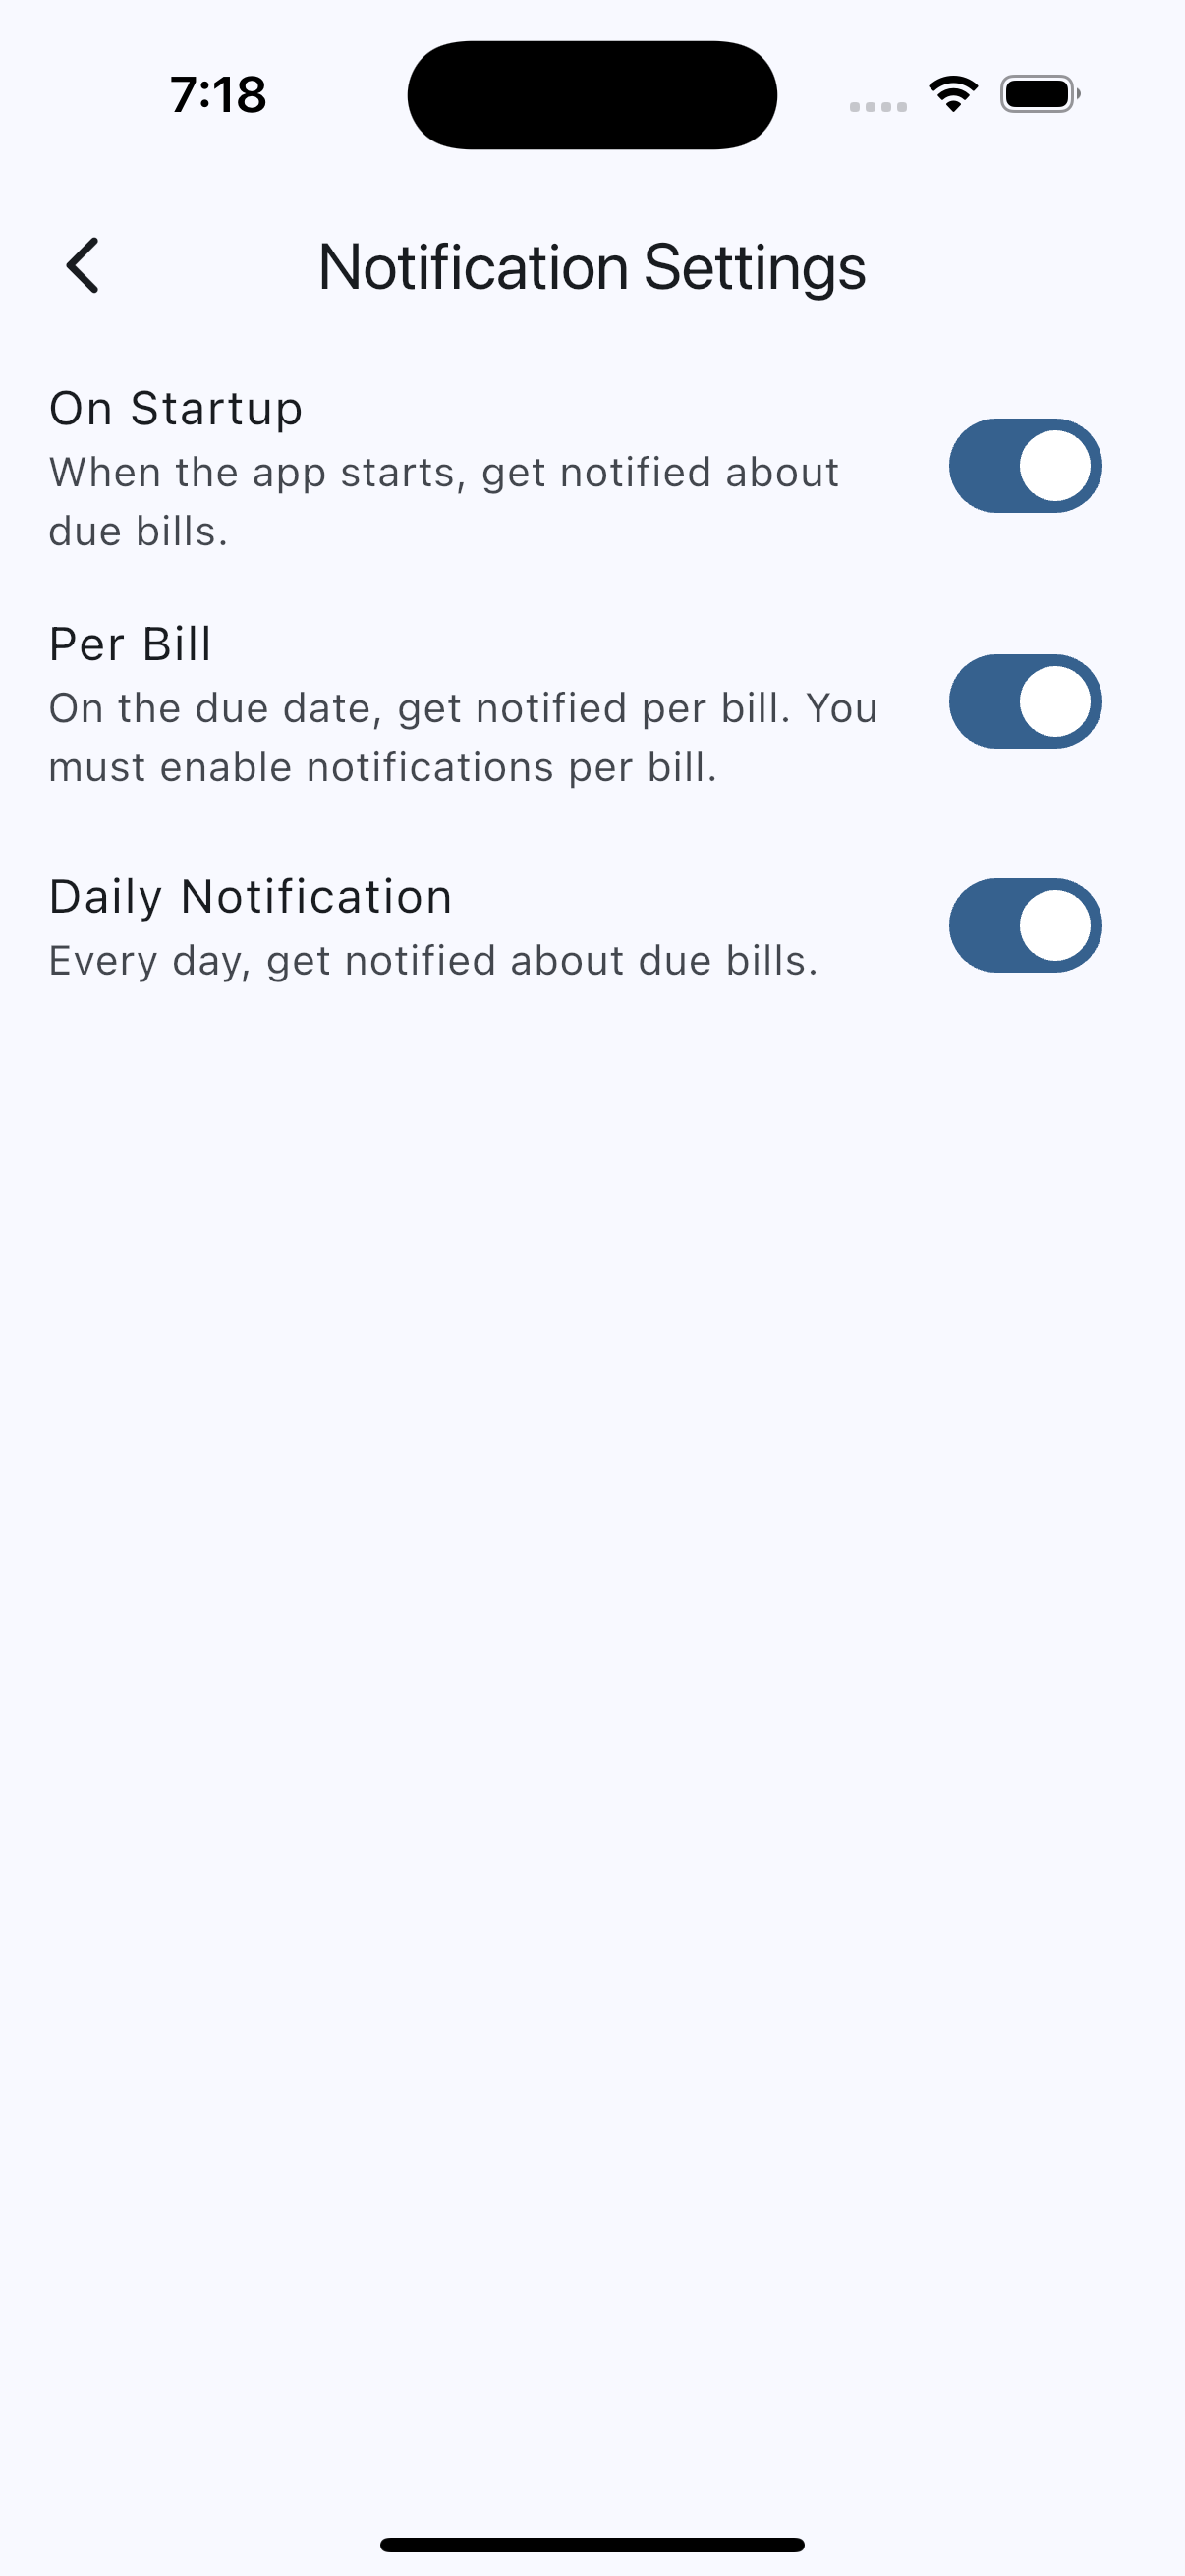 7:18
Notification Settings
On Startup
When the app starts, get notified about
due bills.
Per Bill
On the due date, get notified per bill. You
must enable notifications per bill.
Daily Notification
Every day, get notified about due bills.